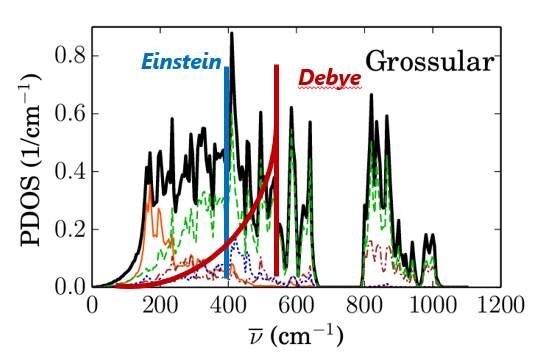 Einstein
Debye
Grossular
PDOS (1/cm⁻¹)
0.8
0.6
0.4
0.2
0.0
0 200 400 600 800 1000 1200
ν̅ (cm⁻¹)